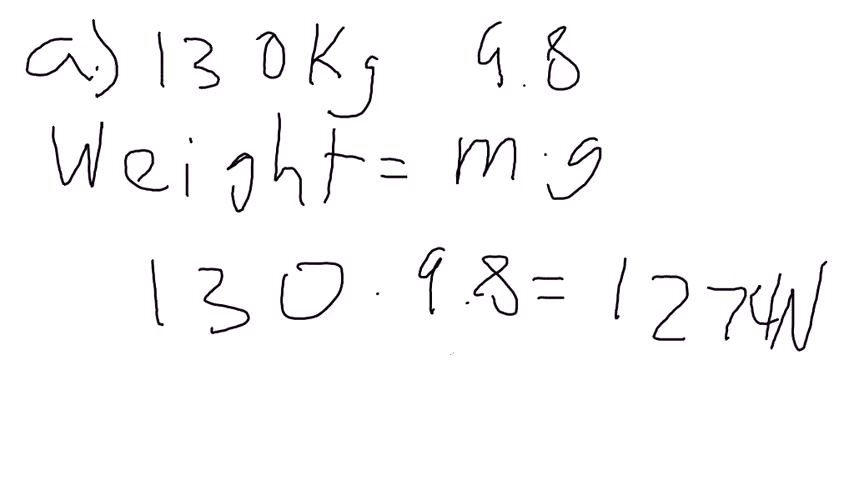 a.) 130Kg 9.8
Weight = m · g
130 · 9.8 = 1274N